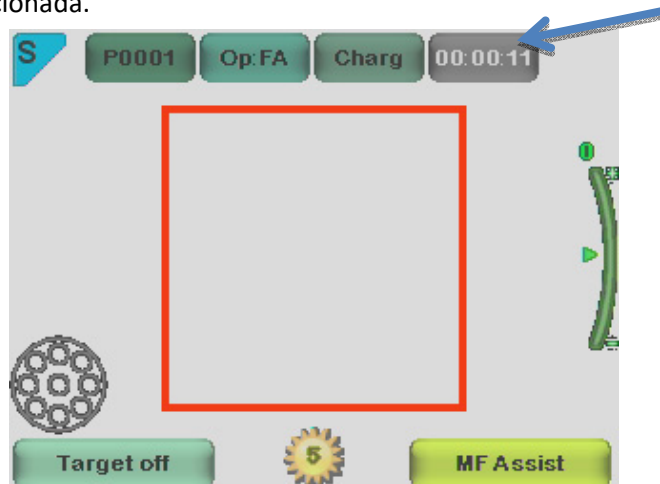 cionada.
S P0001 Op:FA Charg 00:00:11
0
5
Target off MF Assist